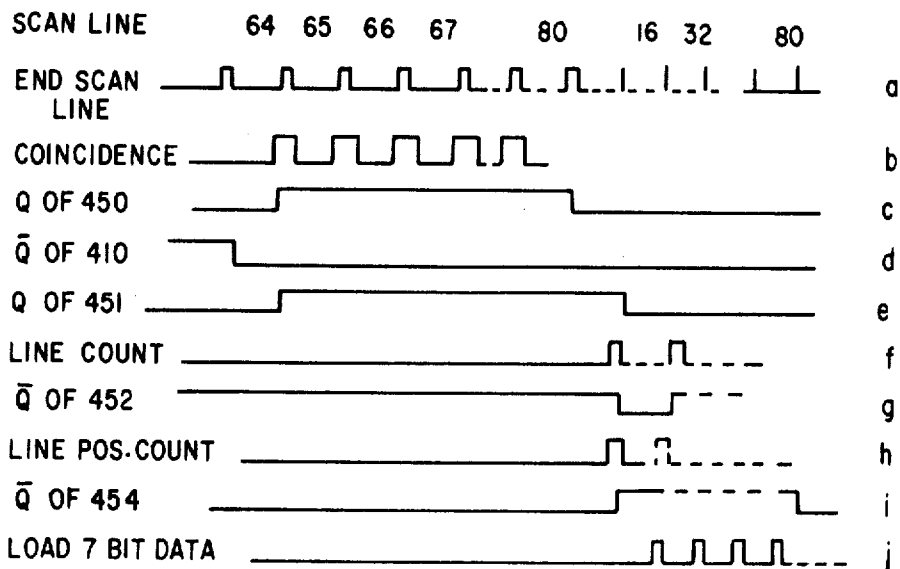 SCAN LINE 64 65 66 67 80 16 32 80
END SCAN a
LINE
COINCIDENCE b
Q OF 450 c
Q̄ OF 410 d
Q OF 451 e
LINE COUNT f
Q̄ OF 452 g
LINE POS.COUNT h
Q̄ OF 454 i
LOAD 7 BIT DATA j